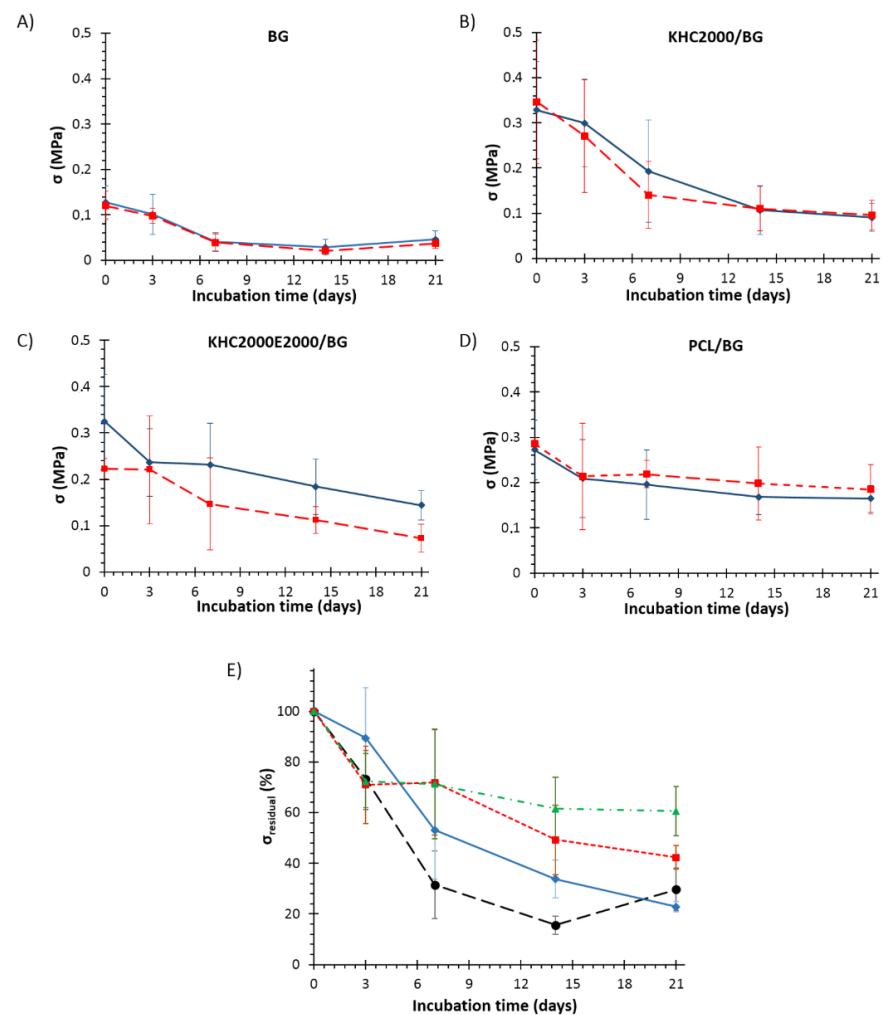 A)
BG
0.5
0.4
0.3
0.2
0.1
0
σ (MPa)
0 3 6 9 12 15 18 21
Incubation time (days)
B)
KHC2000/BG
0.5
0.4
0.3
0.2
0.1
0
σ (MPa)
0 3 6 9 12 15 18 21
Incubation time (days)
C)
KHC2000E2000/BG
0.5
0.4
0.3
0.2
0.1
0
σ (MPa)
0 3 6 9 12 15 18 21
Incubation time (days)
D)
PCL/BG
0.5
0.4
0.3
0.2
0.1
0
σ (MPa)
0 3 6 9 12 15 18 21
Incubation time (days)
E)
100
80
60
40
20
0
σresidual (%)
0 3 6 9 12 15 18 21
Incubation time (days)